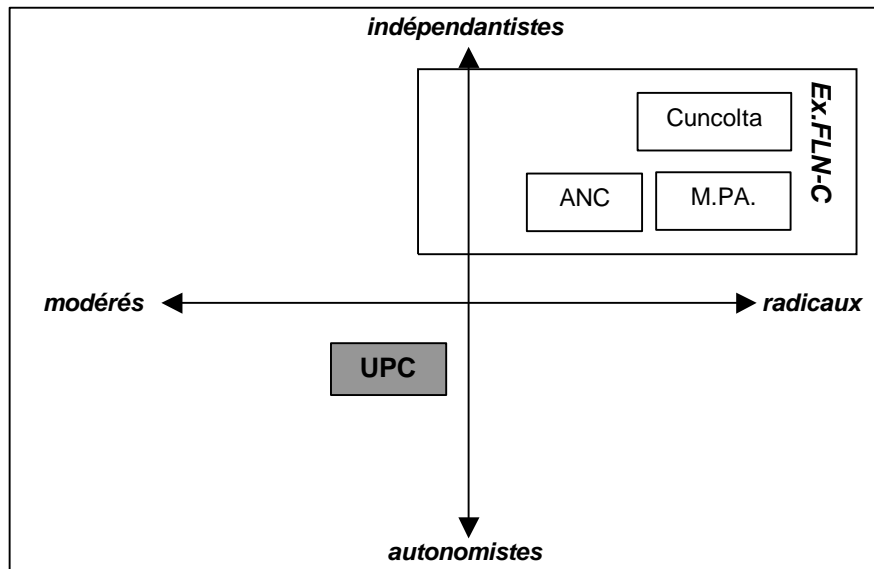 indépendantistes
Ex.FLN-C
Cuncolta
ANC
M.PA.
modérés
radicaux
UPC
autonomistes